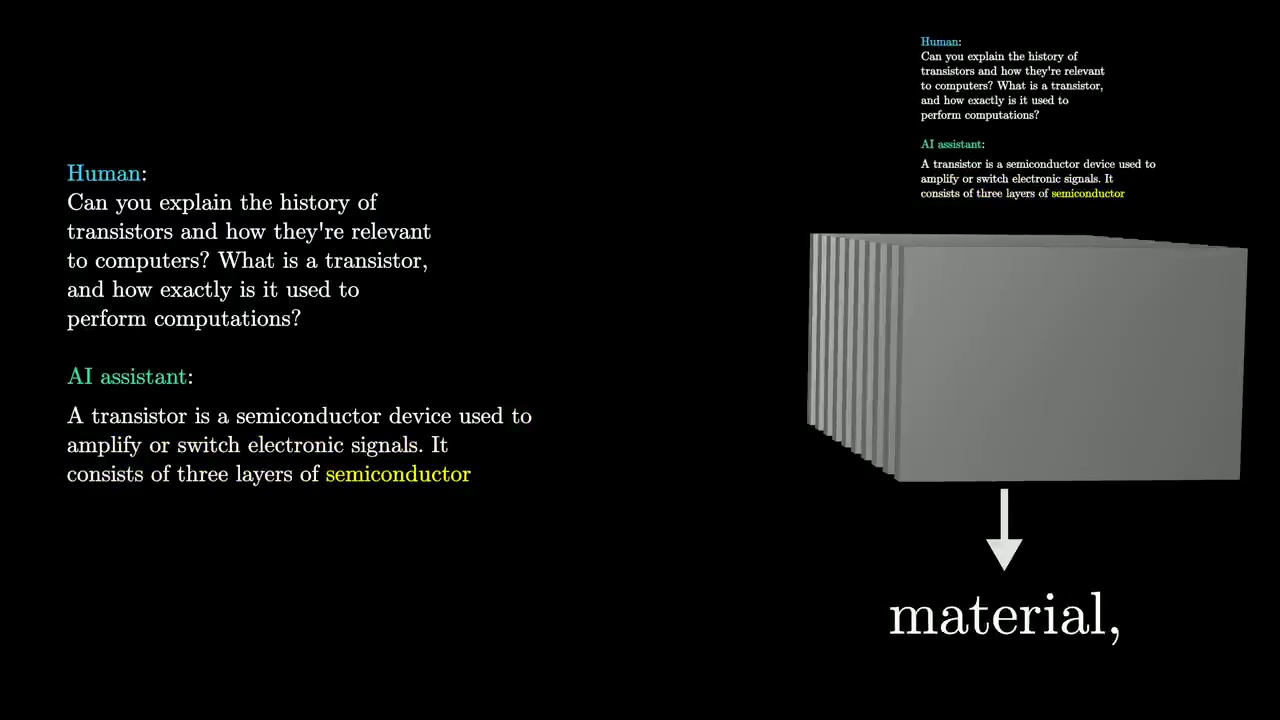 Human:
Can you explain the history of
transistors and how they're relevant
to computers? What is a transistor,
and how exactly is it used to
perform computations?
AI assistant:
A transistor is a semiconductor device used to
amplify or switch electronic signals. It
consists of three layers of semiconductor
Human:
Can you explain the history of
transistors and how they're relevant
to computers? What is a transistor,
and how exactly is it used to
perform computations?
AI assistant:
A transistor is a semiconductor device used to
amplify or switch electronic signals. It
consists of three layers of semiconductor
material,